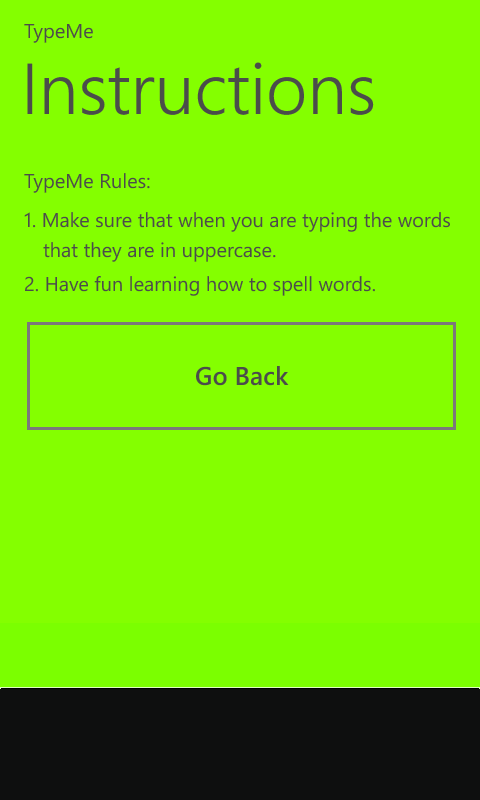 TypeMe
Instructions
TypeMe Rules:
1. Make sure that when you are typing the words
that they are in uppercase.
2. Have fun learning how to spell words.
Go Back